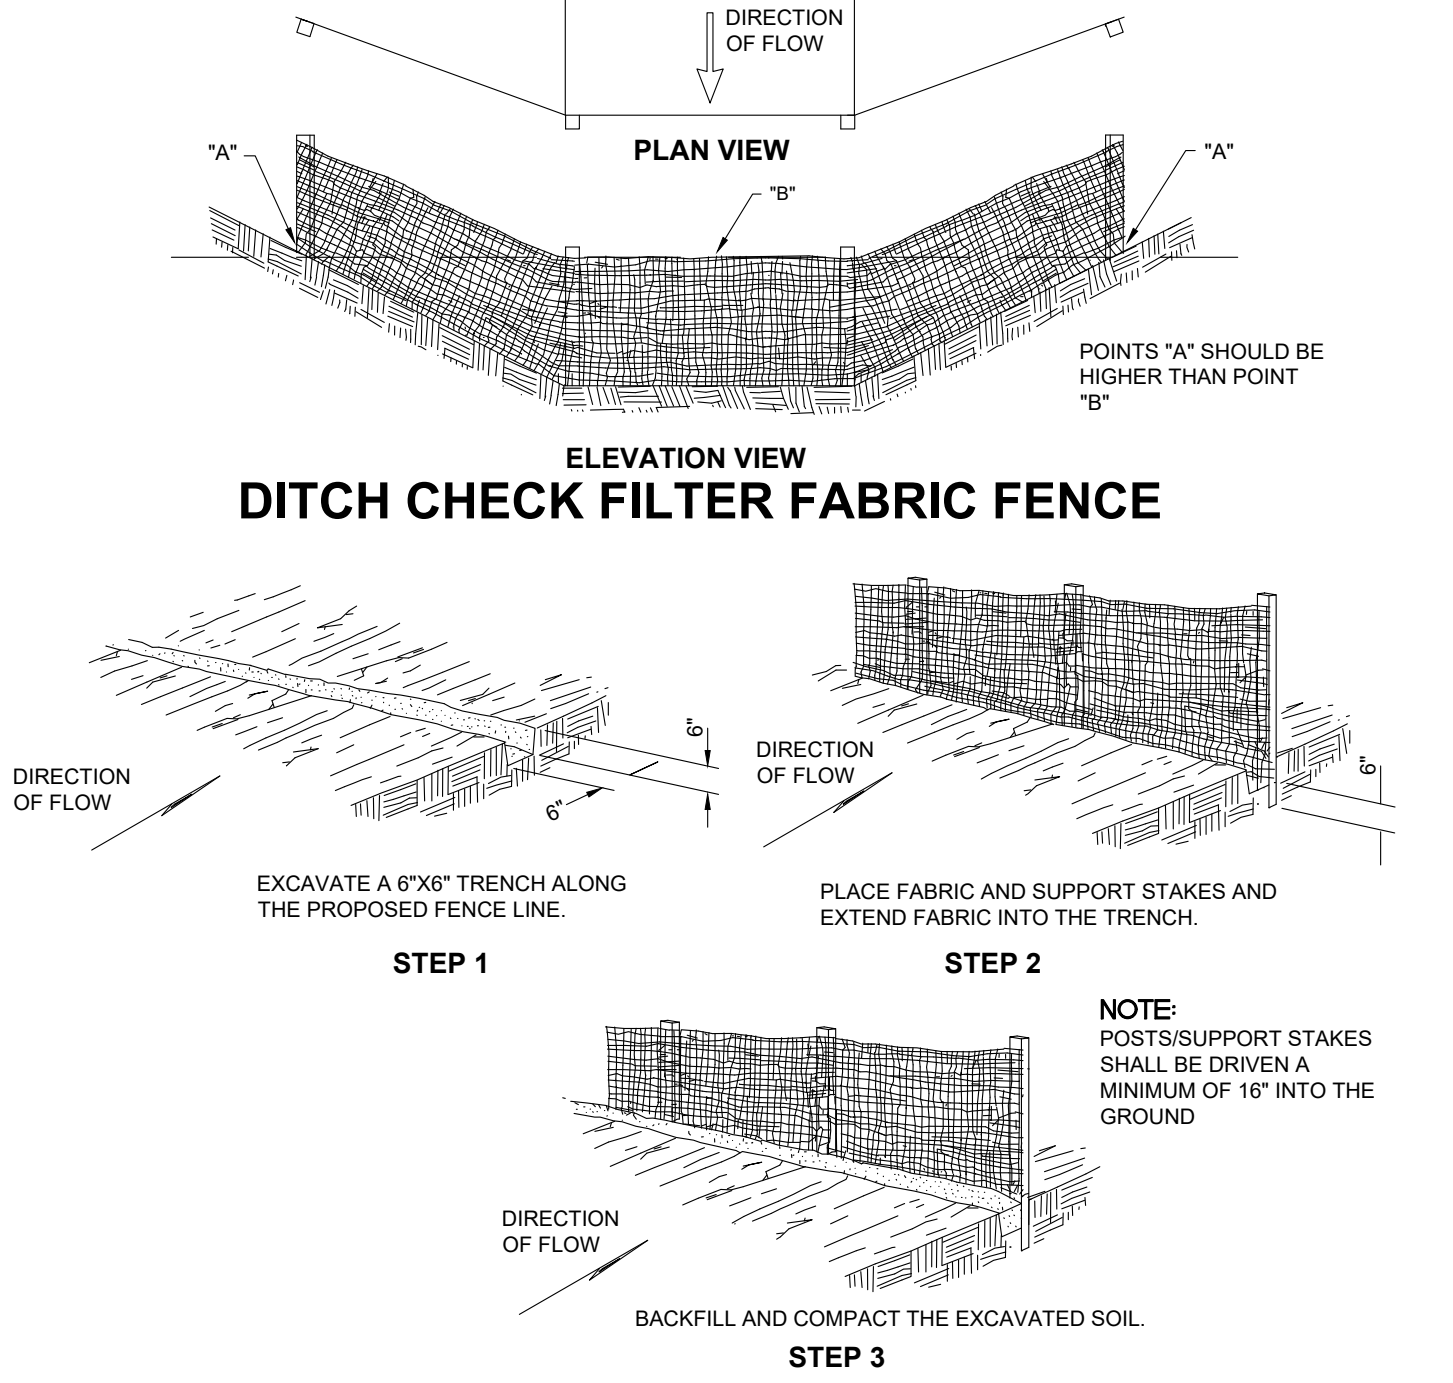 DIRECTION
OF FLOW
PLAN VIEW
"A"
"B"
"A"
POINTS "A" SHOULD BE
HIGHER THAN POINT
"B"
ELEVATION VIEW
DITCH CHECK FILTER FABRIC FENCE
DIRECTION
OF FLOW
6"
6"
EXCAVATE A 6"X6" TRENCH ALONG
THE PROPOSED FENCE LINE.
STEP 1
DIRECTION
OF FLOW
6"
PLACE FABRIC AND SUPPORT STAKES AND
EXTEND FABRIC INTO THE TRENCH.
STEP 2
NOTE:
POSTS/SUPPORT STAKES
SHALL BE DRIVEN A
MINIMUM OF 16" INTO THE
GROUND
DIRECTION
OF FLOW
BACKFILL AND COMPACT THE EXCAVATED SOIL.
STEP 3